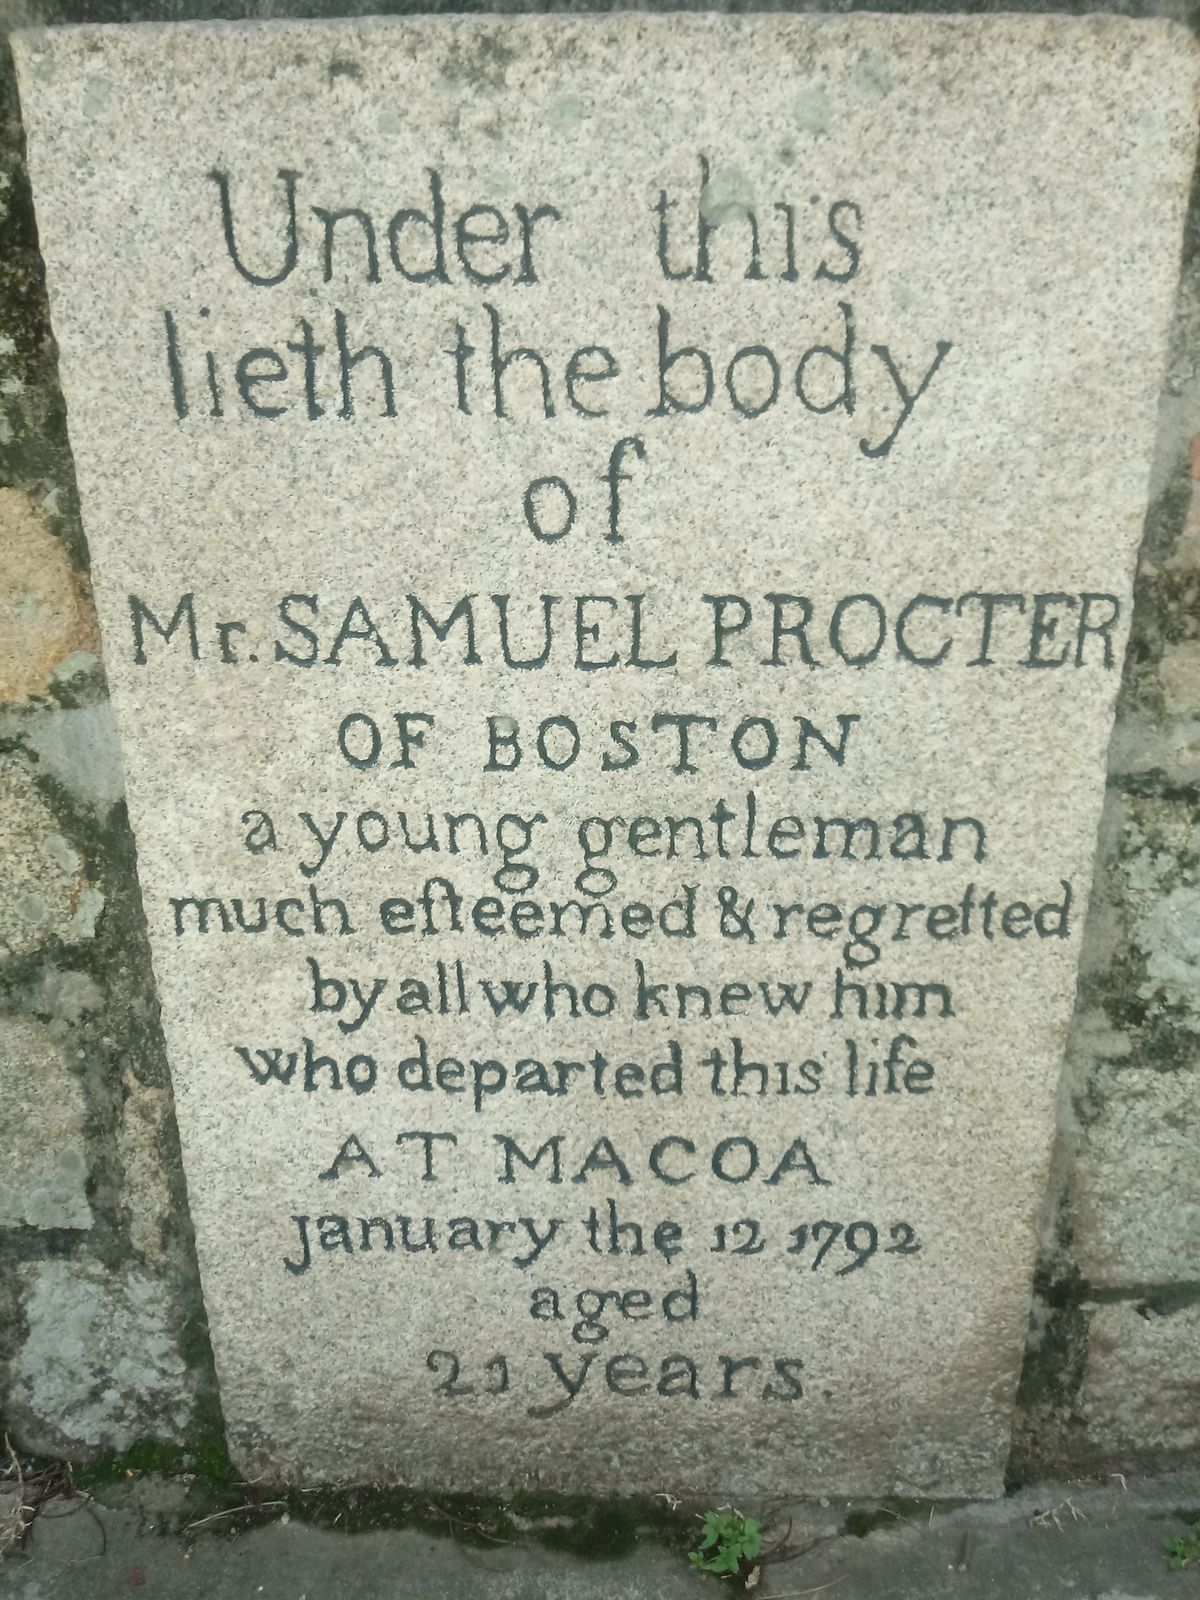 Under this
lieth the body
of
Mr. SAMUEL PROCTER
OF BOSTON
a young gentleman
much eſteemed & regretted
by all who knew him
who departed this life
AT MACOA
january the 12 1792
aged
21 years.